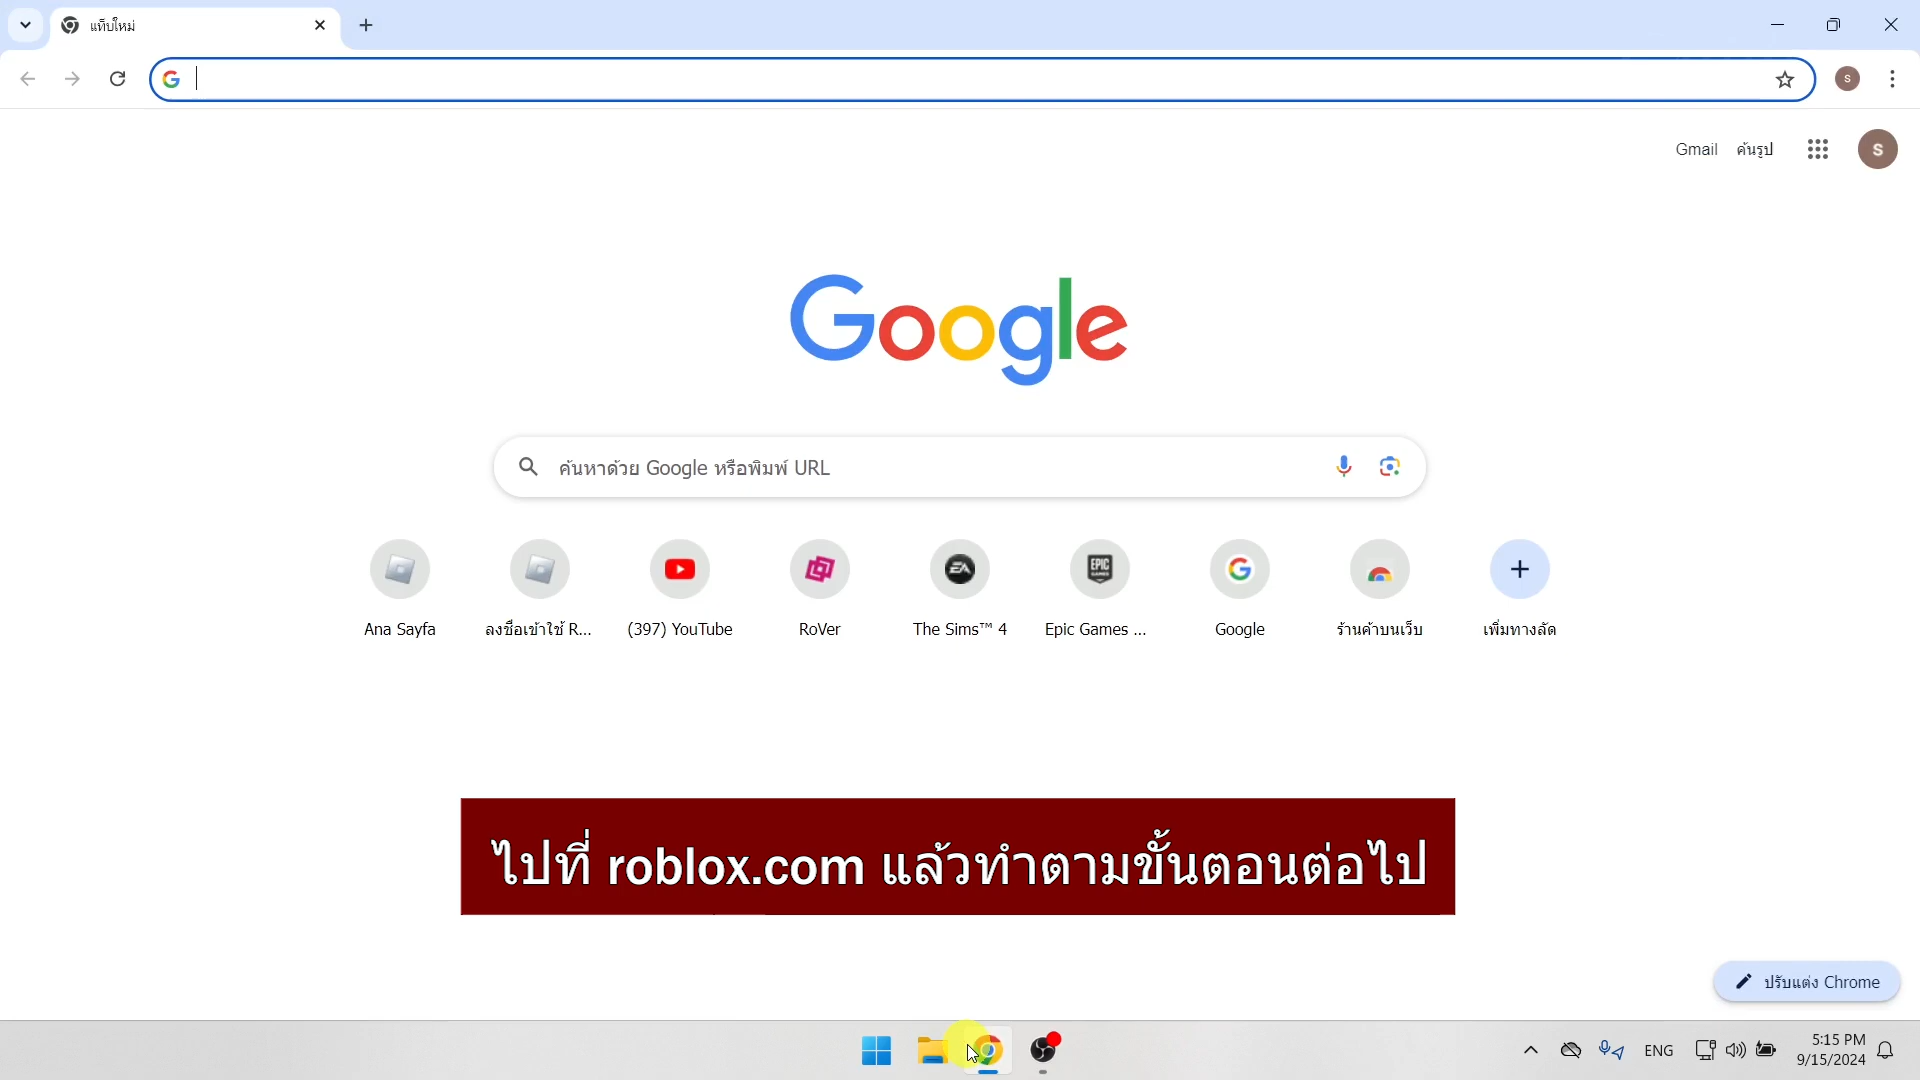 แท็บใหม่
Gmail ค้นรูป
S
S
Google
ค้นหาด้วย Google หรือพิมพ์ URL
EA
EPIC GAMES
Ana Sayfa
ลงชื่อเข้าใช้ R...
(397) YouTube
RoVer
The Sims™ 4
Epic Games ...
Google
ร้านค้าบนเว็บ
เพิ่มทางลัด
ไปที่ roblox.com แล้วทำตามขั้นตอนต่อไป
ปรับแต่ง Chrome
ENG
5:15 PM
9/15/2024